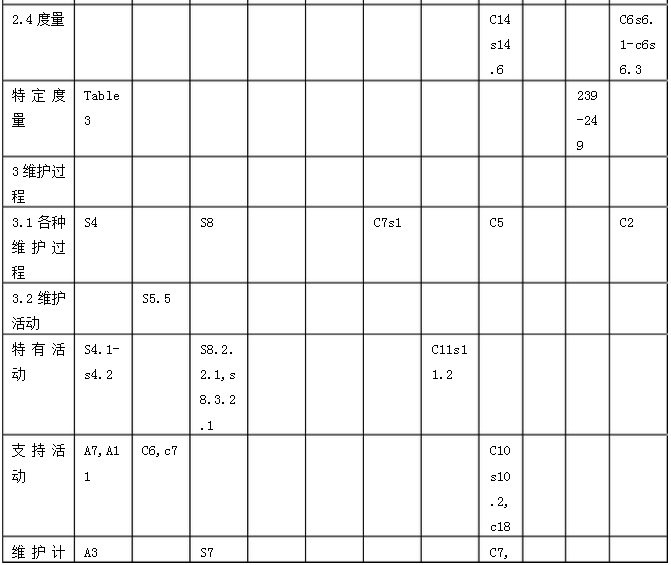 2.4 度量 C14 C6s6.
s14 1-c6s
.6 6.3
特定度 Table 239
量 3 -24
9
3 维护过
程
3.1 各种 S4 S8 C7s1 C5 C2
维护过
程
3.2 维护 S5.5
活动
特有活 S4.1- S8.2. C11s1
动 s4.2 2.1,s 1.2
8.3.2
.1
支持活 A7,A1 C6,c7 C10
动 1 s10
.2,
c18
维护计 A3 S7 C7,